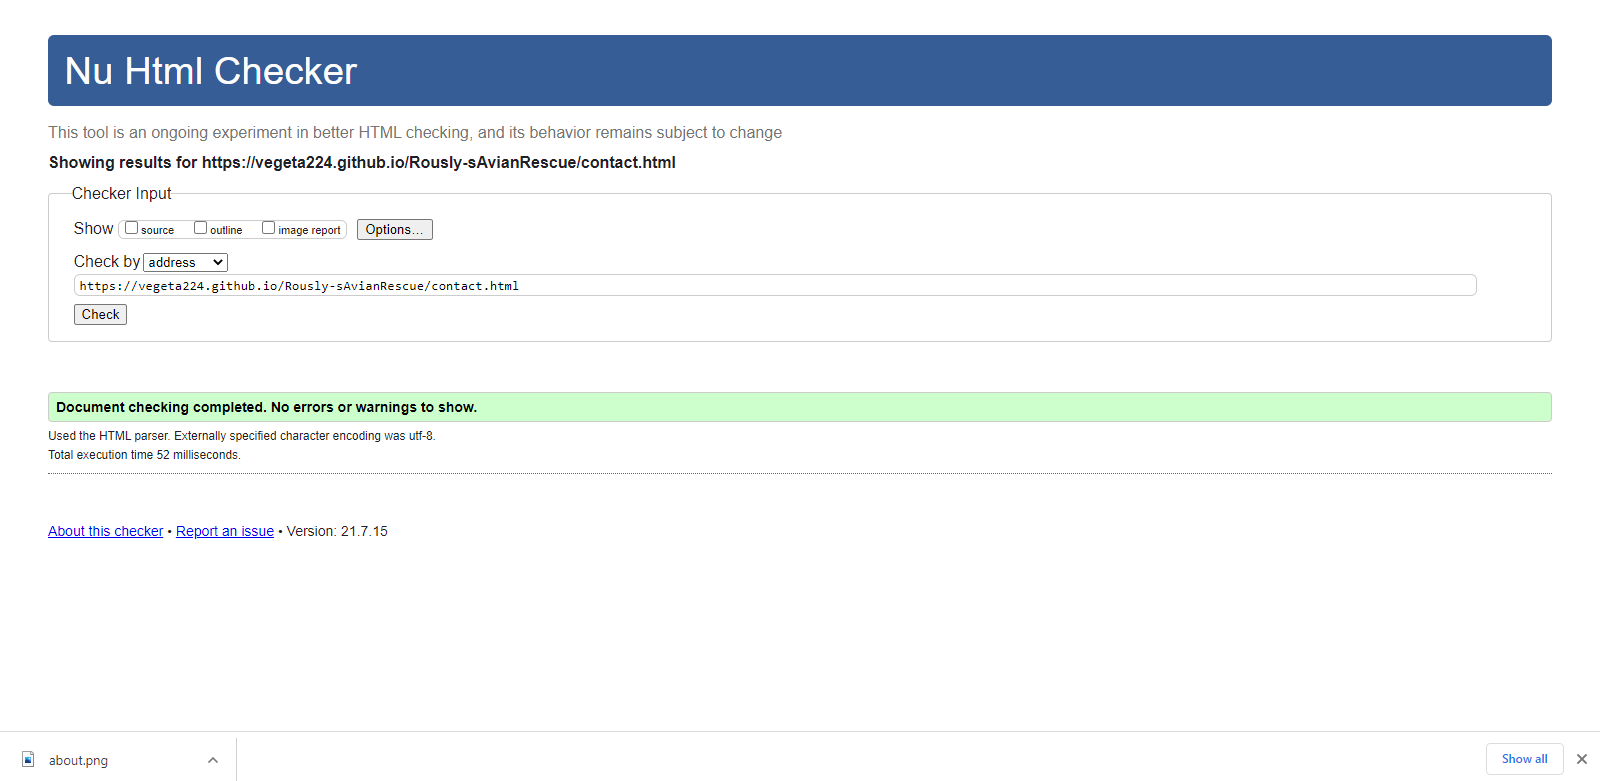 Nu Html Checker
This tool is an ongoing experiment in better HTML checking, and its behavior remains subject to change
Showing results for https://vegeta224.github.io/Rously-sAvianRescue/contact.html
Checker Input
Show source outline image report Options...
Check by address
https://vegeta224.github.io/Rously-sAvianRescue/contact.html
Check
Document checking completed. No errors or warnings to show.
Used the HTML parser. Externally specified character encoding was utf-8.
Total execution time 52 milliseconds.
About this checker • Report an issue • Version: 21.7.15
about.png Show all